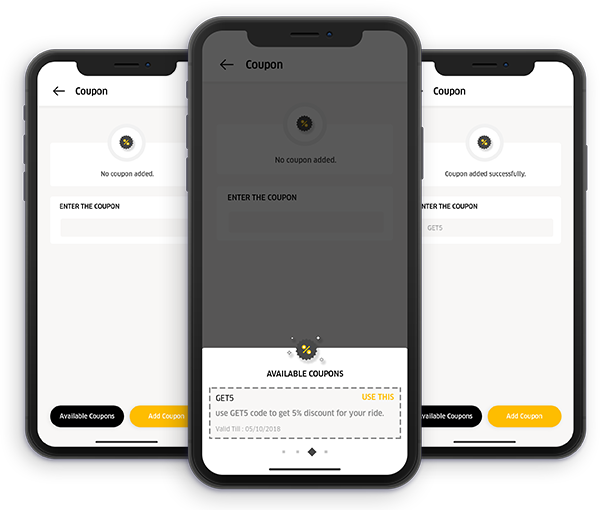 Coupon
No coupon added.
ENTER THE COUPON
Available Coupons
Add Coupon
Coupon
No coupon added.
ENTER THE COUPON
AVAILABLE COUPONS
GET5
USE THIS
use GET5 code to get 5% discount for your ride.
Valid Till : 05/10/2018
Coupon
Coupon added successfully.
NTER THE COUPON
GET5
vailable Coupons
Add Coupon